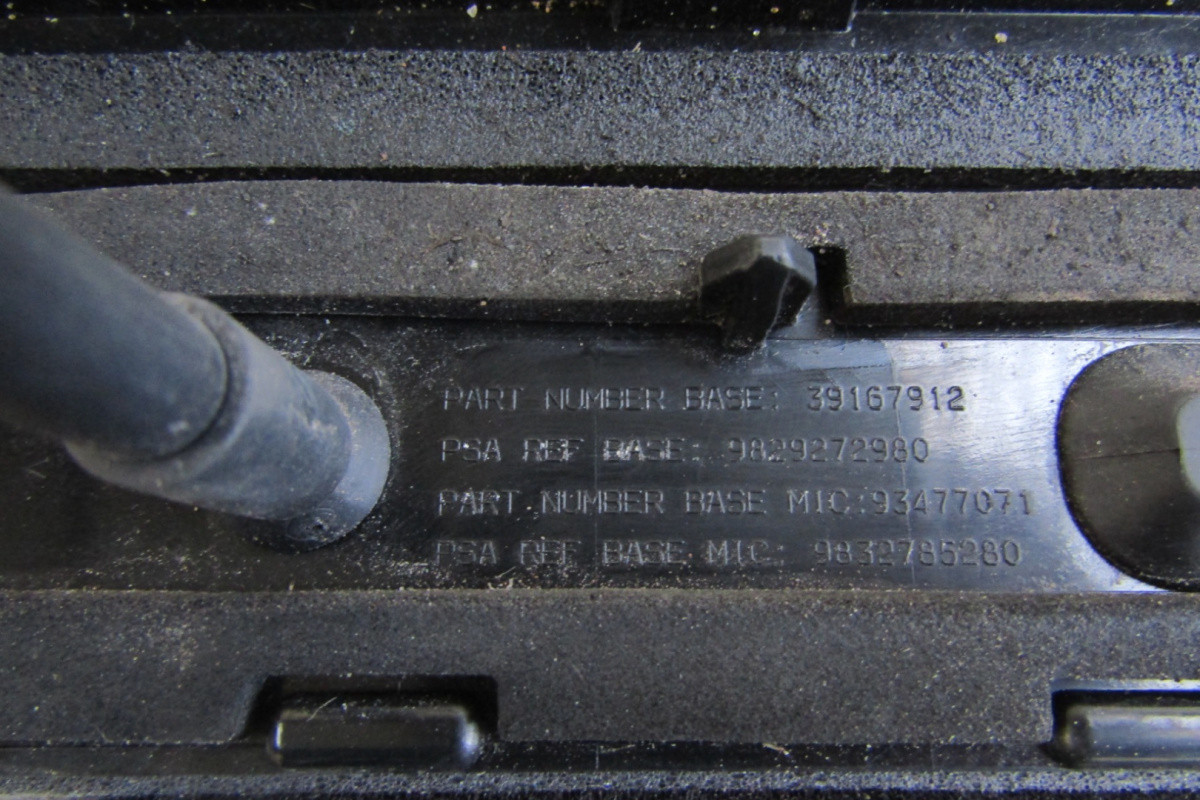 PART NUMBER BASE: 39167912
PSA REF BASE: 9829272980
PART NUMBER BASE MIC:93477071
PSA REF BASE MIC: 9832785280